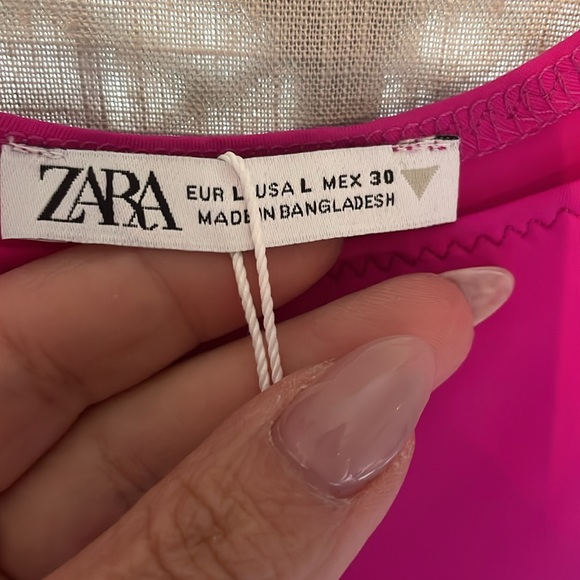 ZARA
EUR L USA L MEX 30
MADE IN BANGLADESH